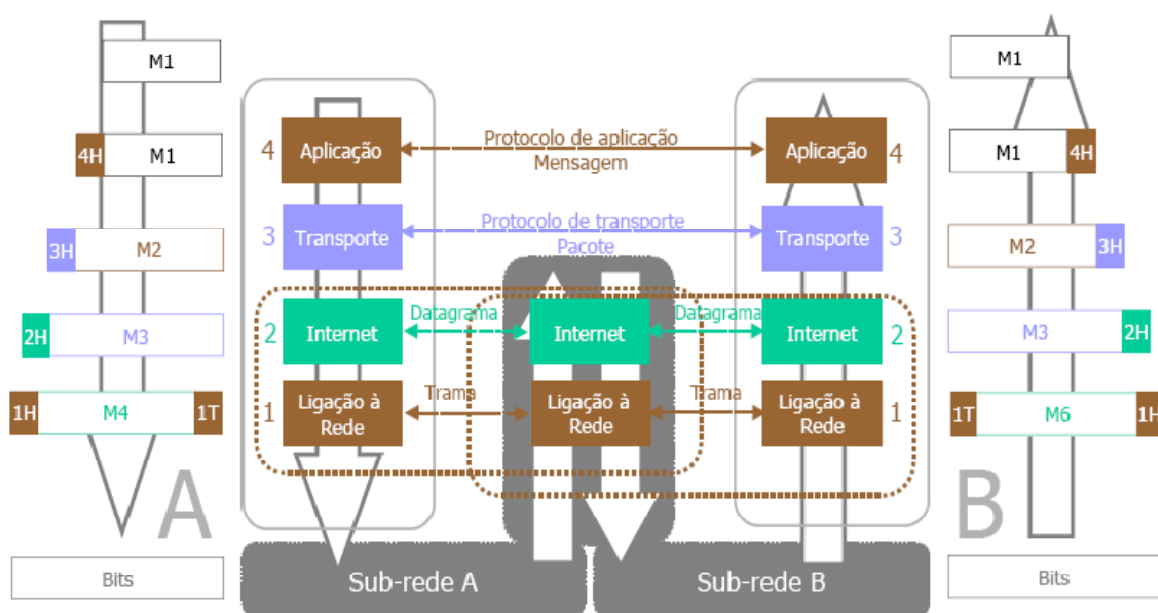 M1
M1
4H
M1
Protocolo de aplicação
Mensagem
4
Aplicação
Aplicação
4
M1
4H
3H
M2
3
Transporte
Protocolo de transporte
Pacote
Transporte
3
M2
3H
2H
M3
2
Internet
Datagrama
Internet
Datagrama
Internet
2
M3
2H
1H
M4
1T
1
Ligação à
Rede
Trama
Ligação à
Rede
Trama
Ligação à
Rede
1
1T
M6
1H
A
B
Bits
Sub-rede A
Sub-rede B
Bits